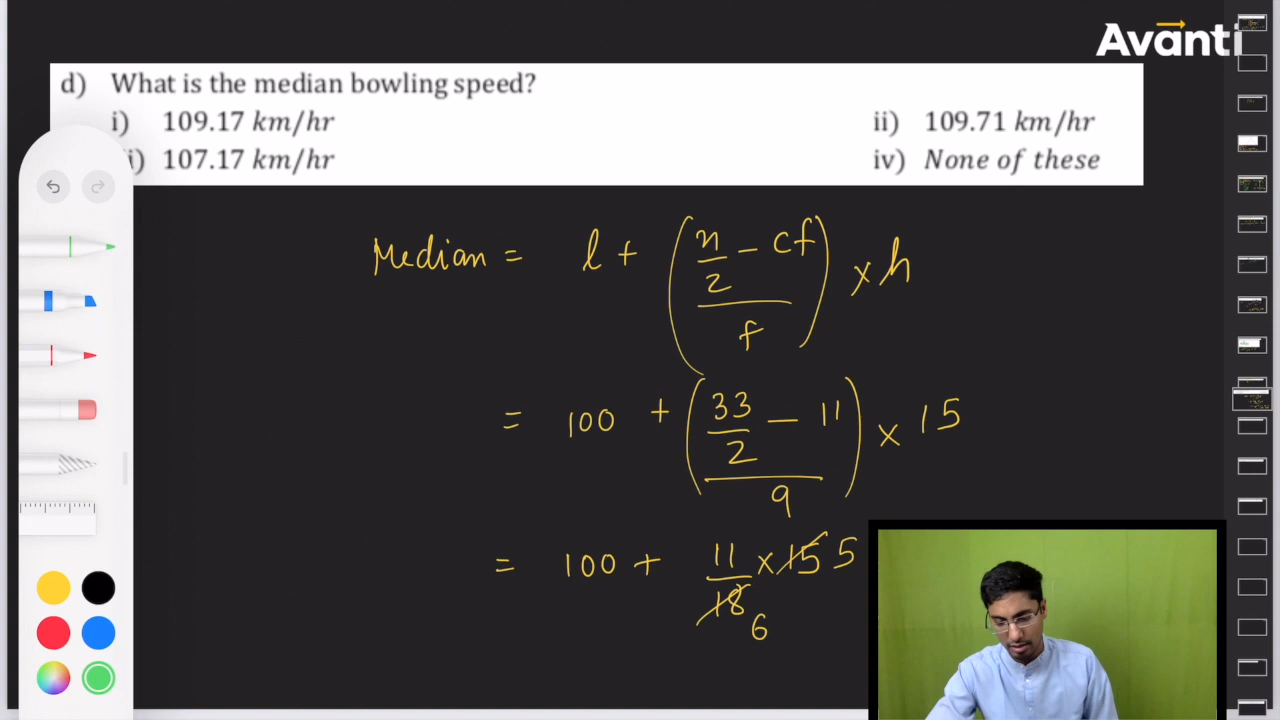 Avanti
d) What is the median bowling speed?
i) 109.17 km/hr ii) 109.71 km/hr
i) 107.17 km/hr iv) None of these
Median = l + ( n/2 - cf / f ) × h
= 100 + ( 33/2 - 11 / 9 ) × 15
= 100 + 11/18 × 15 5
6